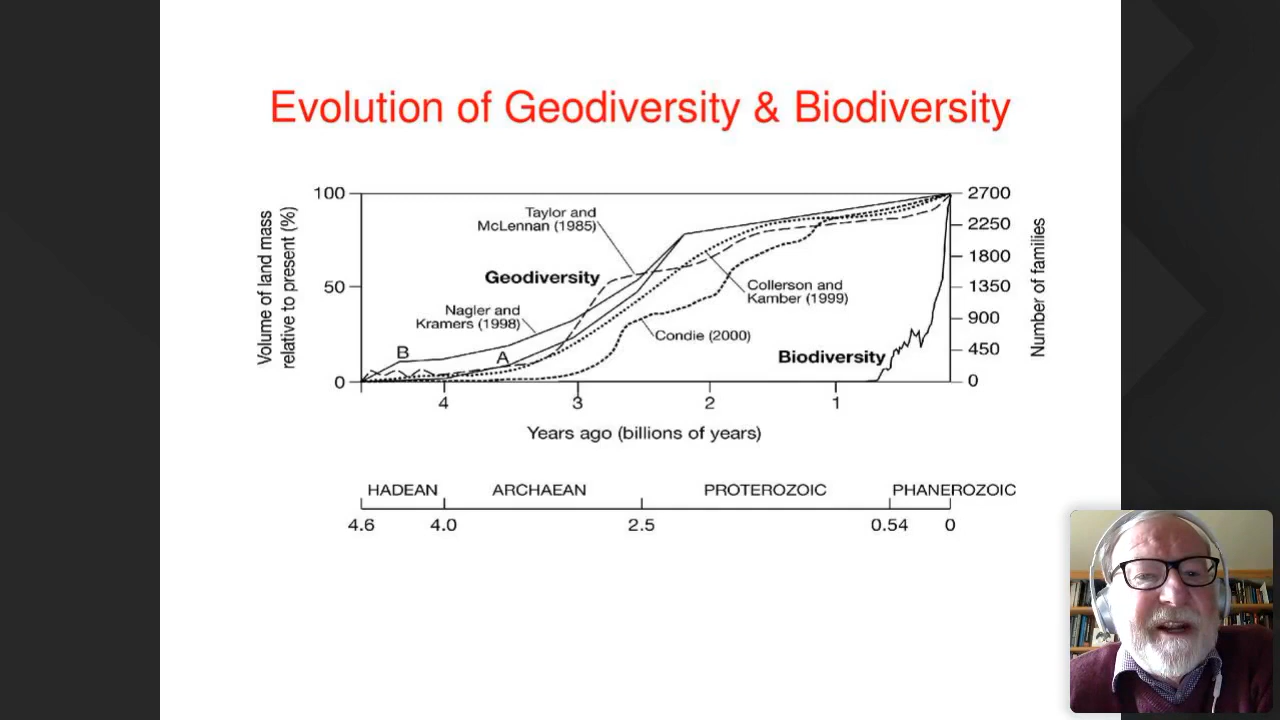 Evolution of Geodiversity & Biodiversity
Volume of land mass
relative to present (%)
100
50
0
Taylor and
McLennan (1985)
Geodiversity
Nagler and
Kramers (1998)
B
A
Collerson and
Kamber (1999)
Condie (2000)
Biodiversity
2700
2250
1800
1350
900
450
0
Number of families
4
3
2
1
Years ago (billions of years)
HADEAN
ARCHAEAN
PROTEROZOIC
PHANEROZOIC
4.6
4.0
2.5
0.54
0